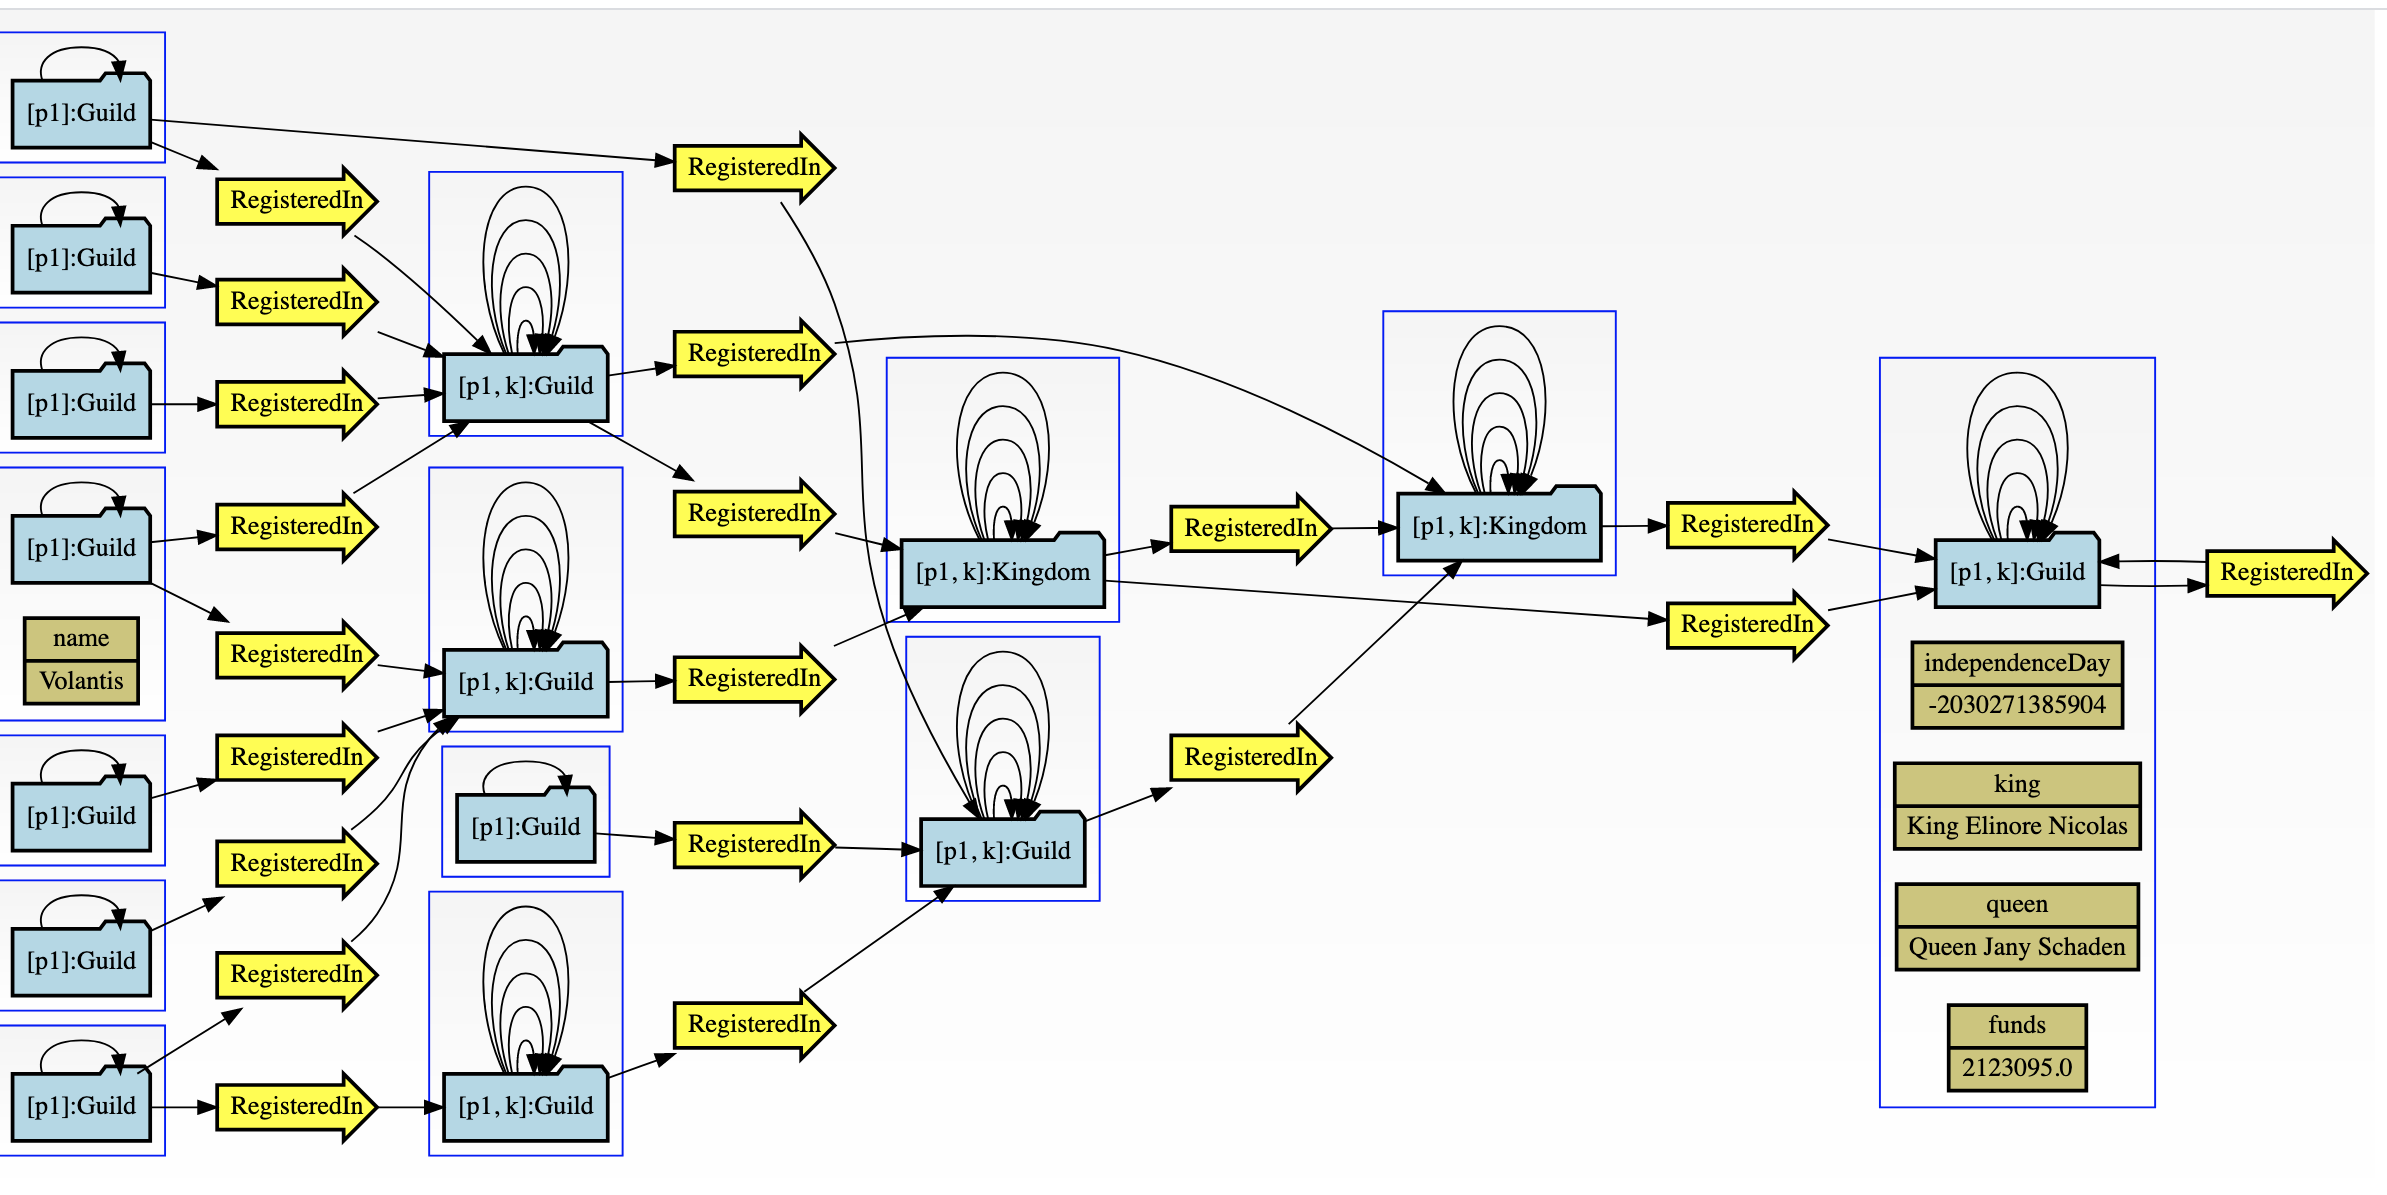 [p1]:Guild
[p1]:Guild
[p1]:Guild
[p1]:Guild
name
Volantis
[p1]:Guild
[p1]:Guild
[p1]:Guild
RegisteredIn
RegisteredIn
RegisteredIn
RegisteredIn
RegisteredIn
RegisteredIn
RegisteredIn
RegisteredIn
RegisteredIn
[p1, k]:Guild
[p1, k]:Guild
[p1]:Guild
[p1, k]:Guild
RegisteredIn
RegisteredIn
RegisteredIn
RegisteredIn
RegisteredIn
RegisteredIn
[p1, k]:Kingdom
[p1, k]:Guild
RegisteredIn
RegisteredIn
[p1, k]:Kingdom
RegisteredIn
RegisteredIn
[p1, k]:Guild
independenceDay
-2030271385904
king
King Elinore Nicolas
queen
Queen Jany Schaden
funds
2123095.0
RegisteredIn